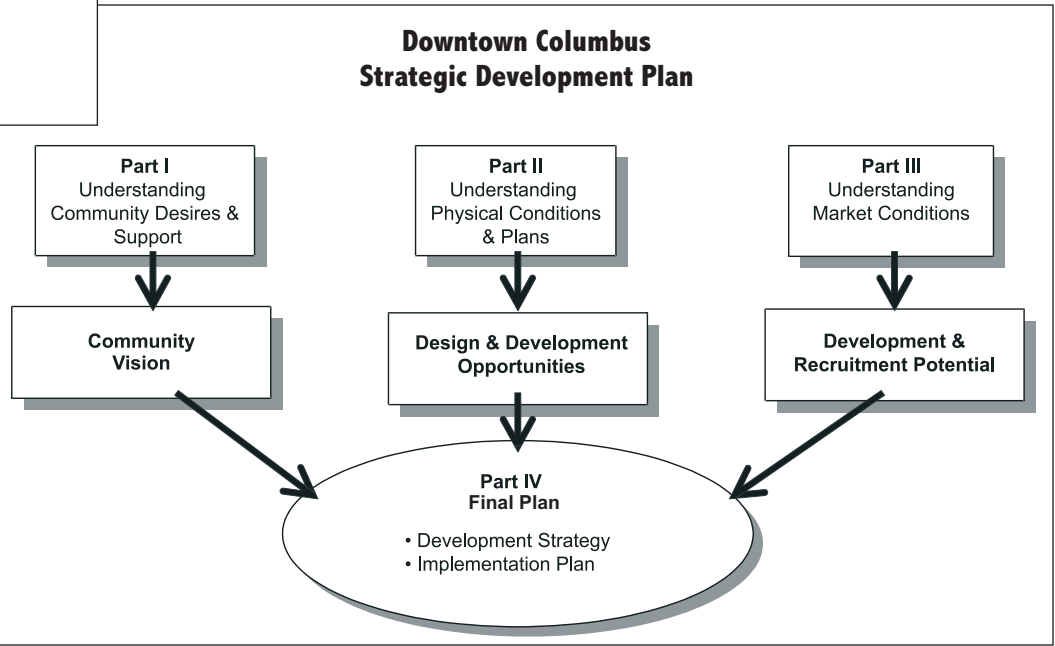 Downtown Columbus
Strategic Development Plan
Part I
Understanding
Community Desires &
Support
Part II
Understanding
Physical Conditions
& Plans
Part III
Understanding
Market Conditions
Community
Vision
Design & Development
Opportunities
Development &
Recruitment Potential
Part IV
Final Plan
• Development Strategy
• Implementation Plan